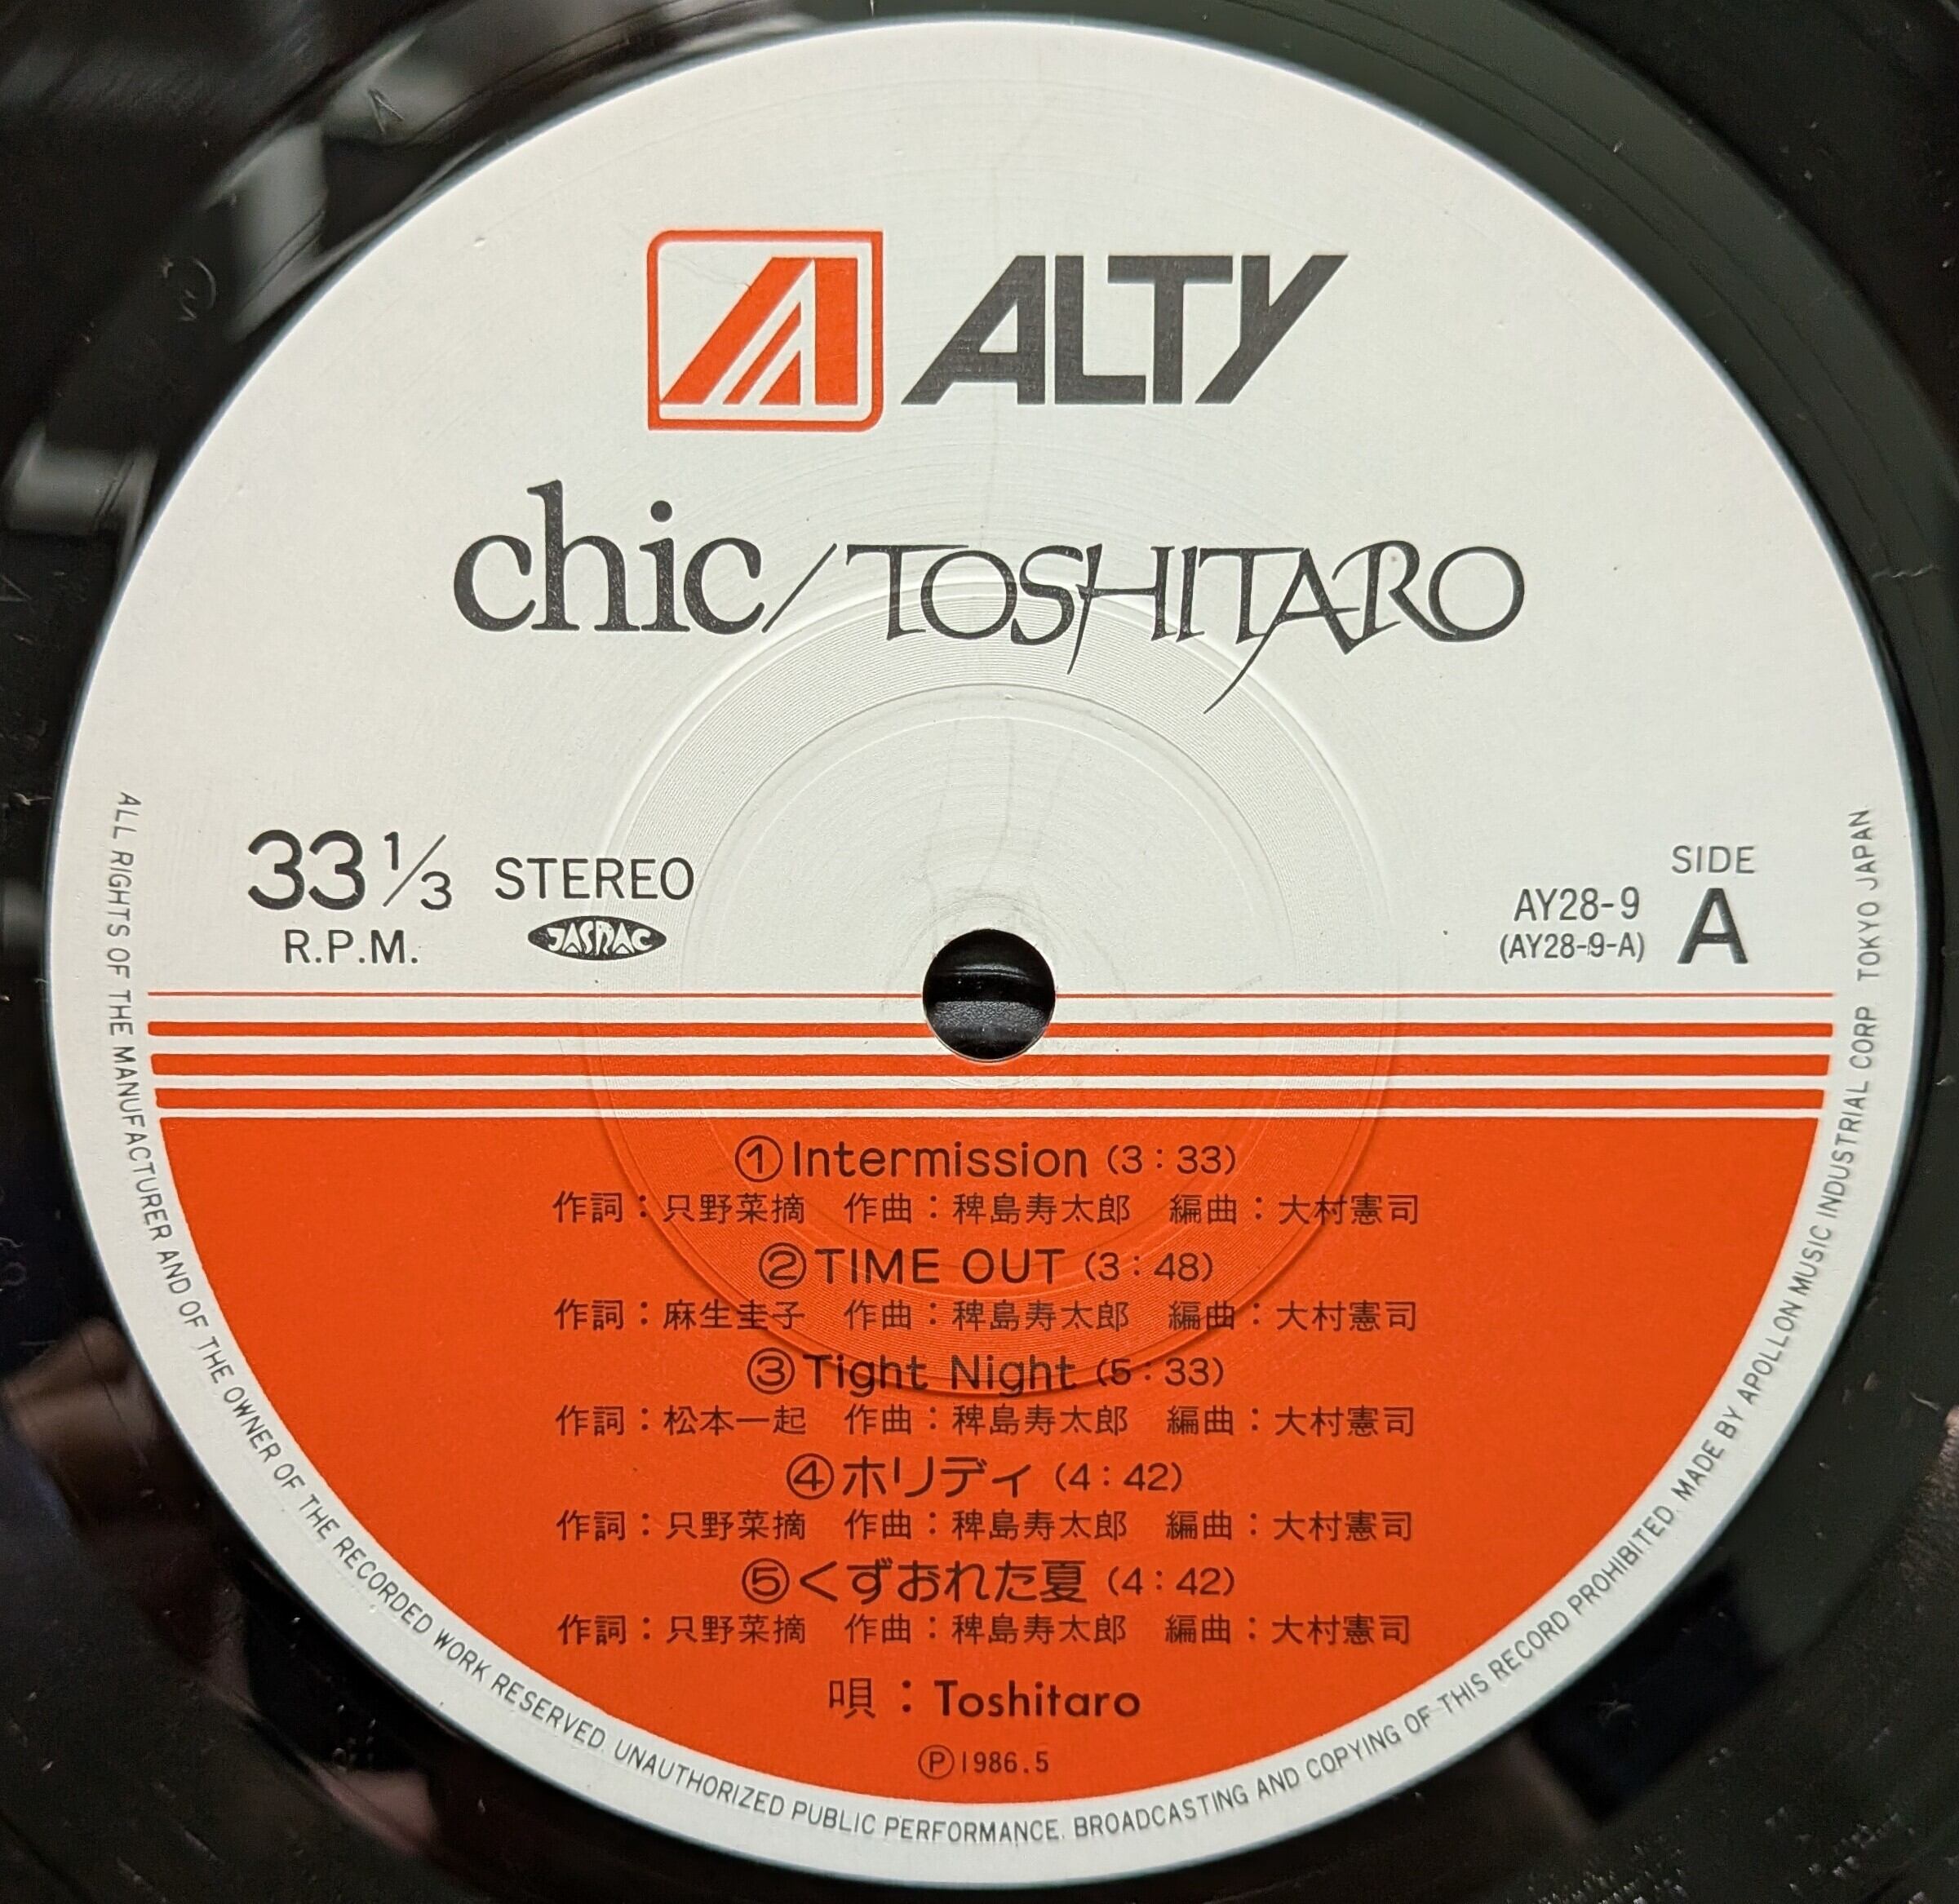 ALTY
chic/TOSHITARO
33 1/3 STEREO
R.P.M.
JASRAC
SIDE
AY28-9
(AY28-9-A)
A
①Intermission (3:33)
作詞：只野菜摘 作曲：稗島寿太郎 編曲：大村憲司
②TIME OUT (3:48)
作詞：麻生圭子 作曲：稗島寿太郎 編曲：大村憲司
③Tight Night (5:33)
作詞：松本一起 作曲：稗島寿太郎 編曲：大村憲司
④ホリディ (4:42)
作詞：只野菜摘 作曲：稗島寿太郎 編曲：大村憲司
⑤くずおれた夏 (4:42)
作詞：只野菜摘 作曲：稗島寿太郎 編曲：大村憲司
唄：Toshitaro
Ⓟ1986.5
ALL RIGHTS OF THE MANUFACTURER AND OF THE OWNER OF THE RECORDED WORK RESERVED. UNAUTHORIZED PUBLIC PERFORMANCE. BROADCASTING AND COPYING OF THIS RECORD PROHIBITED. MADE BY APOLLON MUSIC INDUSTRIAL CORP TOKYO JAPAN